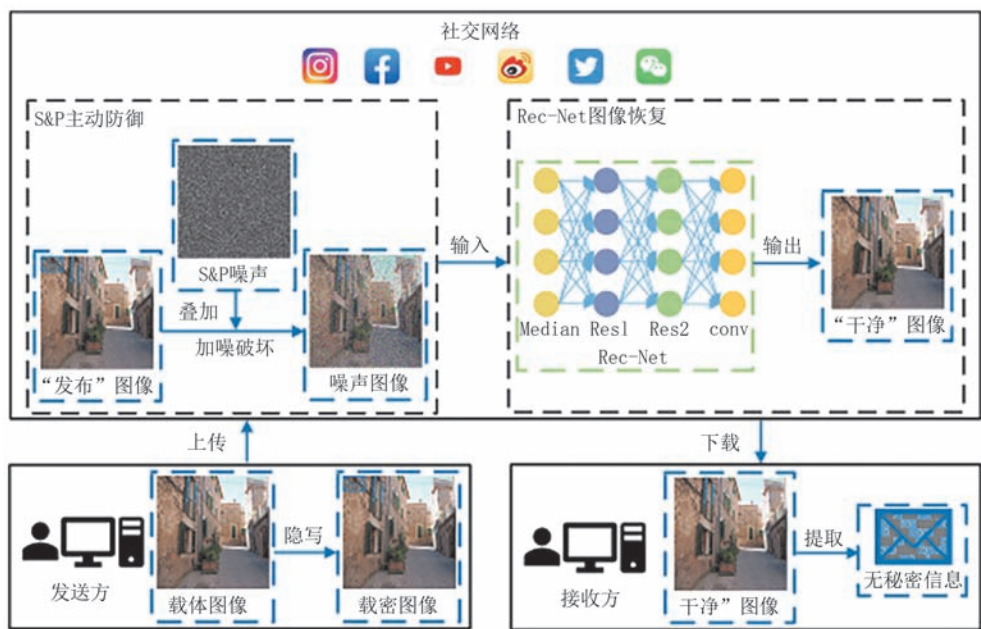 社交网络
S&P主动防御
S&P噪声
叠加
加噪破坏
“发布”图像
噪声图像
输入
Rec-Net图像恢复
Median Res1 Res2 conv
Rec-Net
输出
“干净”图像
上传
下载
发送方
载体图像
隐写
载密图像
接收方
干净”图像
提取
无秘密信息